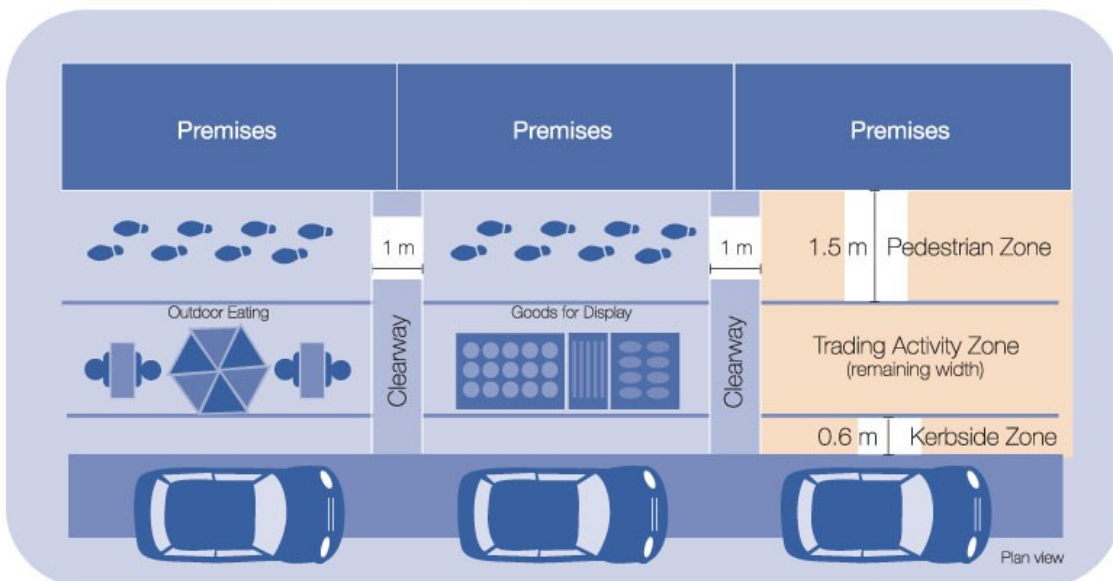 Premises
Premises
Premises
1 m
1 m
1.5 m
Pedestrian Zone
Outdoor Eating
Goods for Display
Clearway
Clearway
Trading Activity Zone
(remaining width)
0.6 m
Kerbside Zone
Plan view